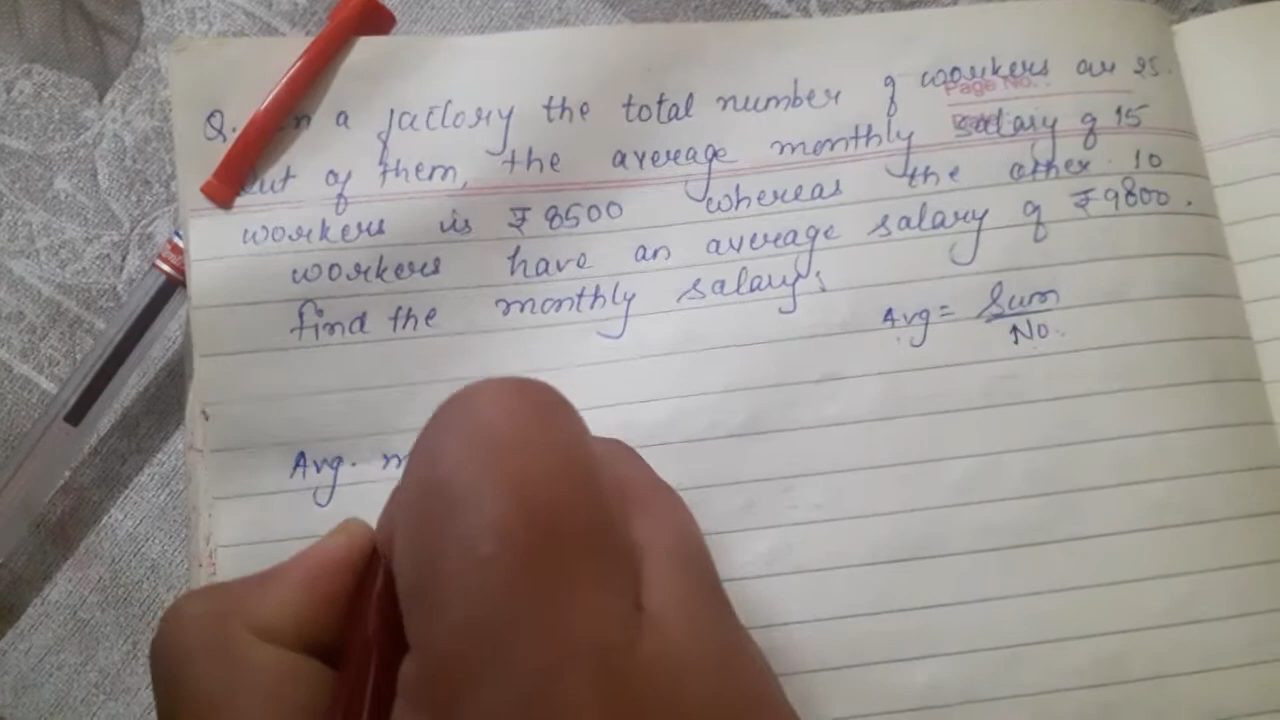 Q. In a factory the total number of workers are 25.
Out of them, the average monthly salary of 15
workers is ₹ 8500 whereas the other 10
workers have an average salary of ₹ 9800.
find the monthly salary:
Avg = Sum
No.
Avg. m
Page No.